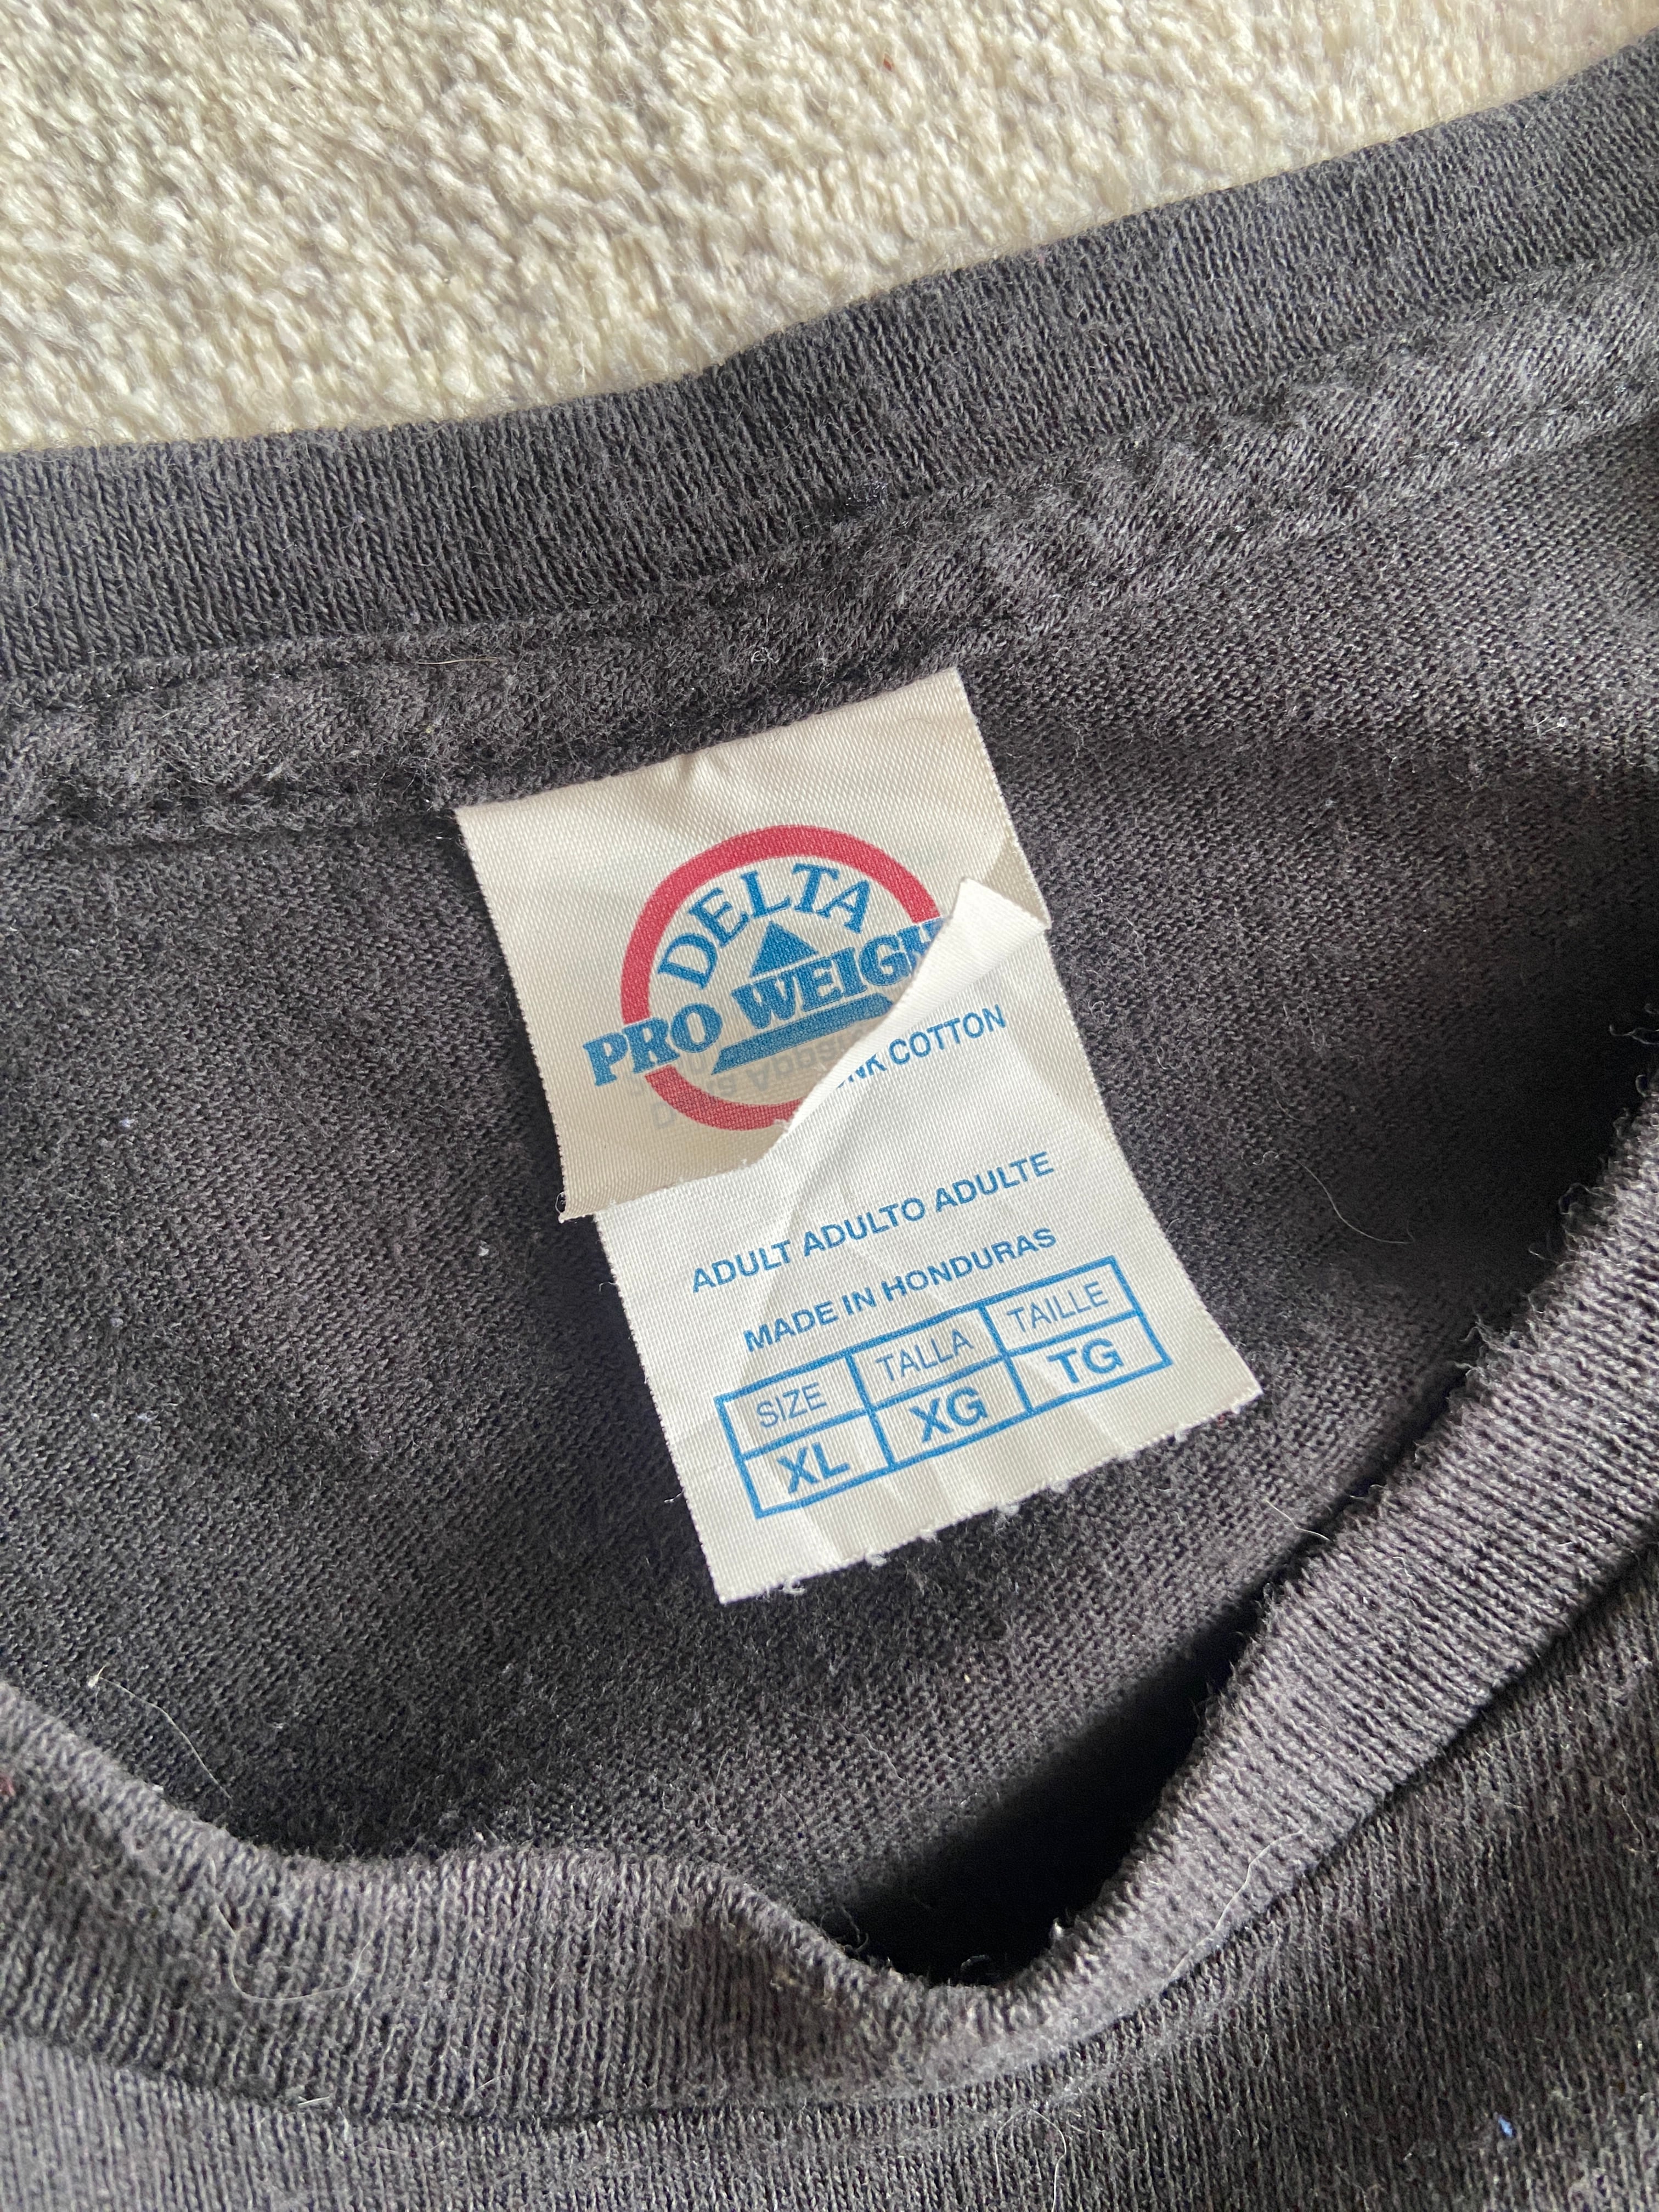 DELTA
PRO WEIGH
COTTON
ADULT ADULTO ADULTE
MADE IN HONDURAS
SIZE TALLA TAILLE
XL XG TG